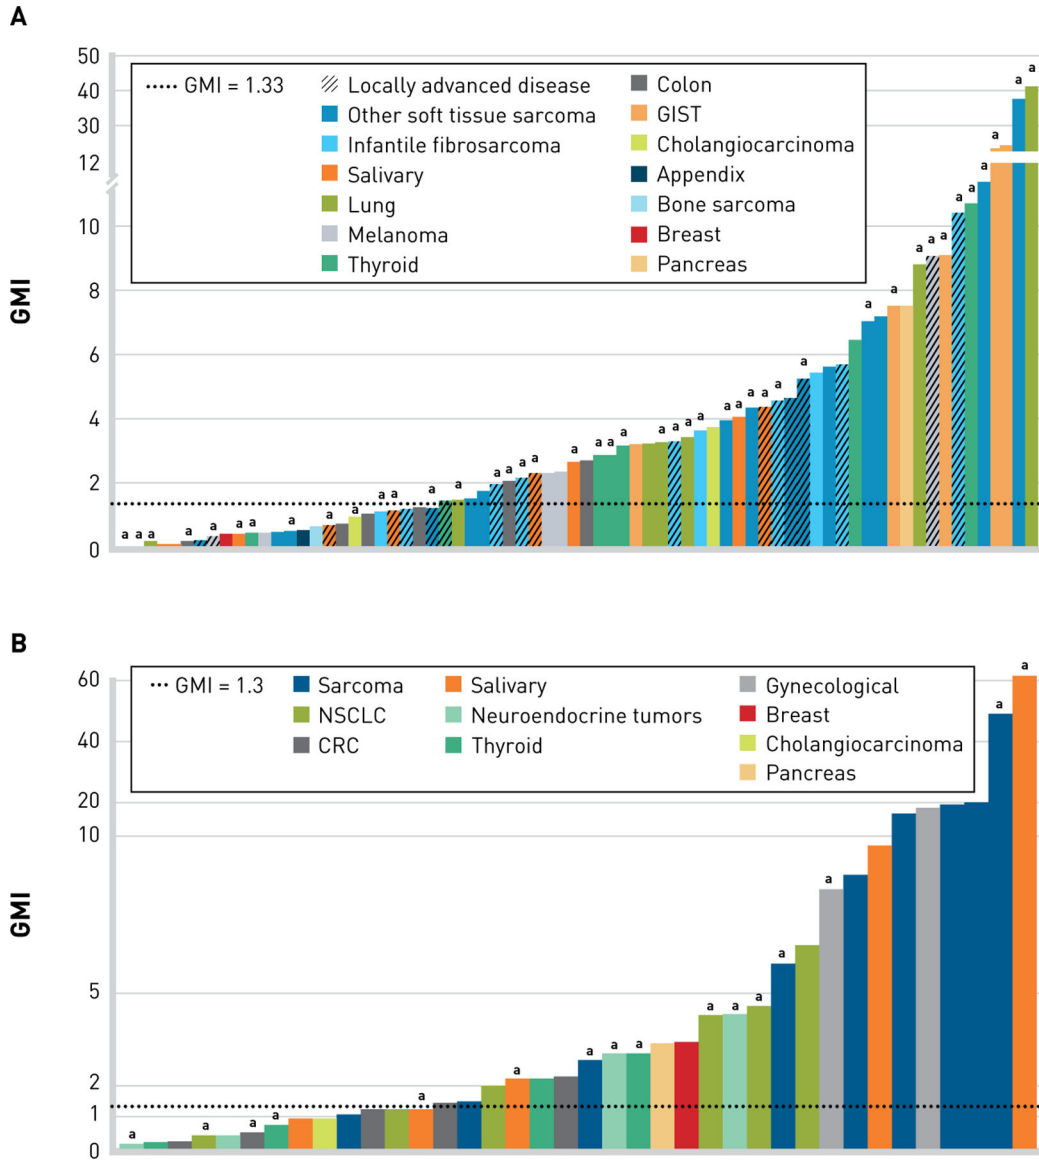 A
50
40
30
12
10
8
6
4
2
0
GMI
GMI = 1.33
Locally advanced disease
Other soft tissue sarcoma
Infantile fibrosarcoma
Salivary
Lung
Melanoma
Thyroid
Colon
GIST
Cholangiocarcinoma
Appendix
Bone sarcoma
Breast
Pancreas
a a a a a a a a a a a a a a a a a a a a a a a a a a a a a a a a a a a a a a a
B
60
40
20
10
5
2
1
0
GMI
GMI = 1.3
Sarcoma
NSCLC
CRC
Salivary
Neuroendocrine tumors
Thyroid
Gynecological
Breast
Cholangiocarcinoma
Pancreas
a a a a a a a a a a a a a a a